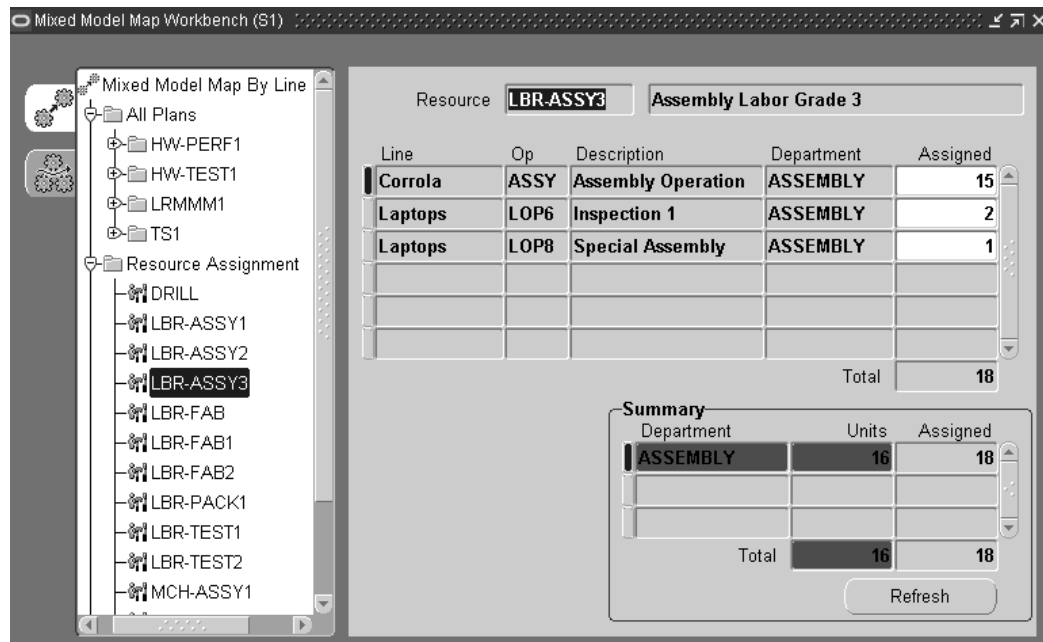 Mixed Model Map Workbench (S1)
Mixed Model Map By Line
All Plans
HW-PERF1
HW-TEST1
LRMMM1
TS1
Resource Assignment
DRILL
LBR-ASSY1
LBR-ASSY2
LBR-ASSY3
LBR-FAB
LBR-FAB1
LBR-FAB2
LBR-PACK1
LBR-TEST1
LBR-TEST2
MCH-ASSY1
Resource LBR-ASSY3 Assembly Labor Grade 3
Line Op Description Department Assigned
Corrola ASSY Assembly Operation ASSEMBLY 15
Laptops LOP6 Inspection 1 ASSEMBLY 2
Laptops LOP8 Special Assembly ASSEMBLY 1
Total 18
Summary
Department Units Assigned
ASSEMBLY 16 18
Total 16 18
Refresh